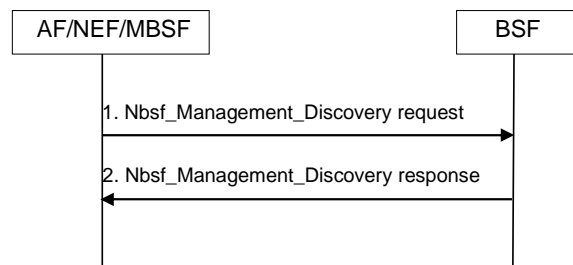 AF/NEF/MBSF
BSF
1. Nbsf_Management_Discovery request
2. Nbsf_Management_Discovery response